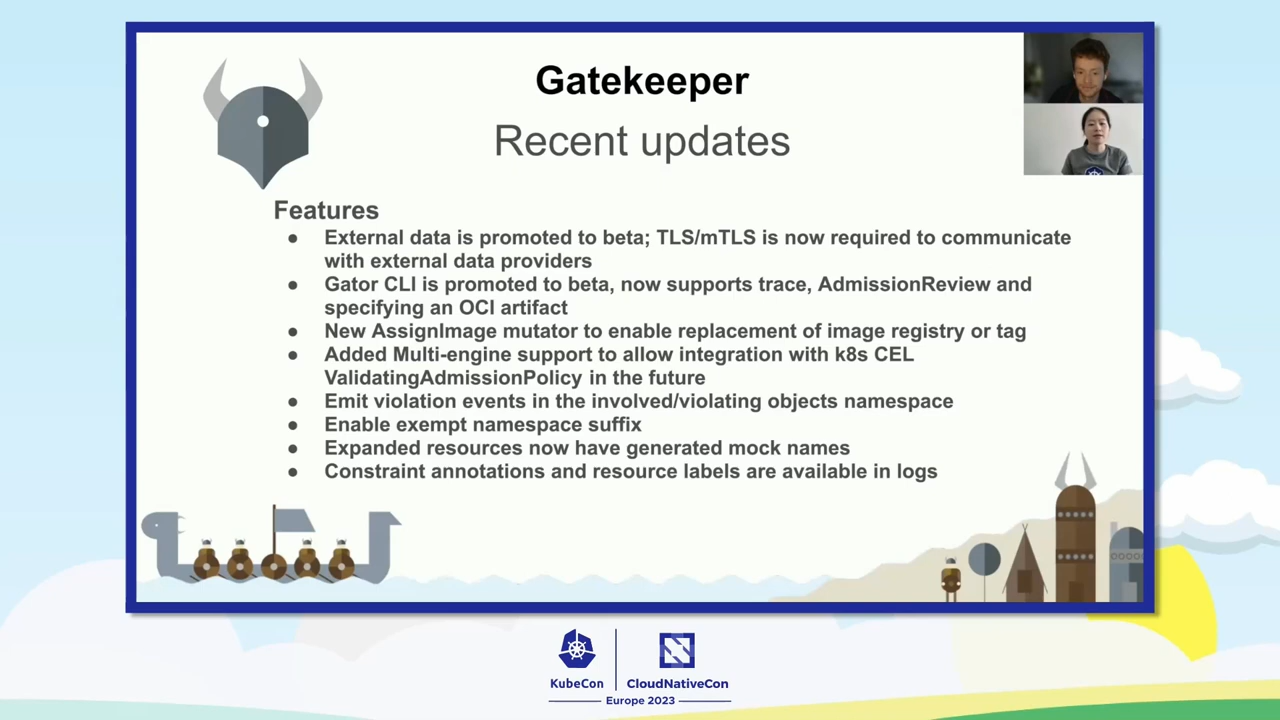 Gatekeeper
Recent updates
Features
● External data is promoted to beta; TLS/mTLS is now required to communicate
with external data providers
● Gator CLI is promoted to beta, now supports trace, AdmissionReview and
specifying an OCI artifact
● New AssignImage mutator to enable replacement of image registry or tag
● Added Multi-engine support to allow integration with k8s CEL
ValidatingAdmissionPolicy in the future
● Emit violation events in the involved/violating objects namespace
● Enable exempt namespace suffix
● Expanded resources now have generated mock names
● Constraint annotations and resource labels are available in logs
KubeCon
CloudNativeCon
Europe 2023